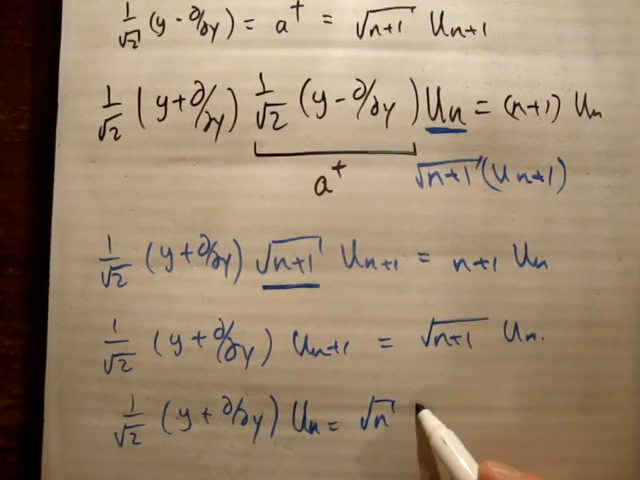 1/√2 (y - ∂/∂y) = a⁺ = √n+1 Uₙ₊₁
1/√2 (y + ∂/∂y) 1/√2 (y - ∂/∂y) Uₙ = (n+1) Uₙ
a⁺ √n+1 (Uₙ₊₁)
1/√2 (y + ∂/∂y) √n+1 Uₙ₊₁ = n+1 Uₙ
1/√2 (y + ∂/∂y) Uₙ₊₁ = √n+1 Uₙ.
1/√2 (y + ∂/∂y) Uₙ = √n